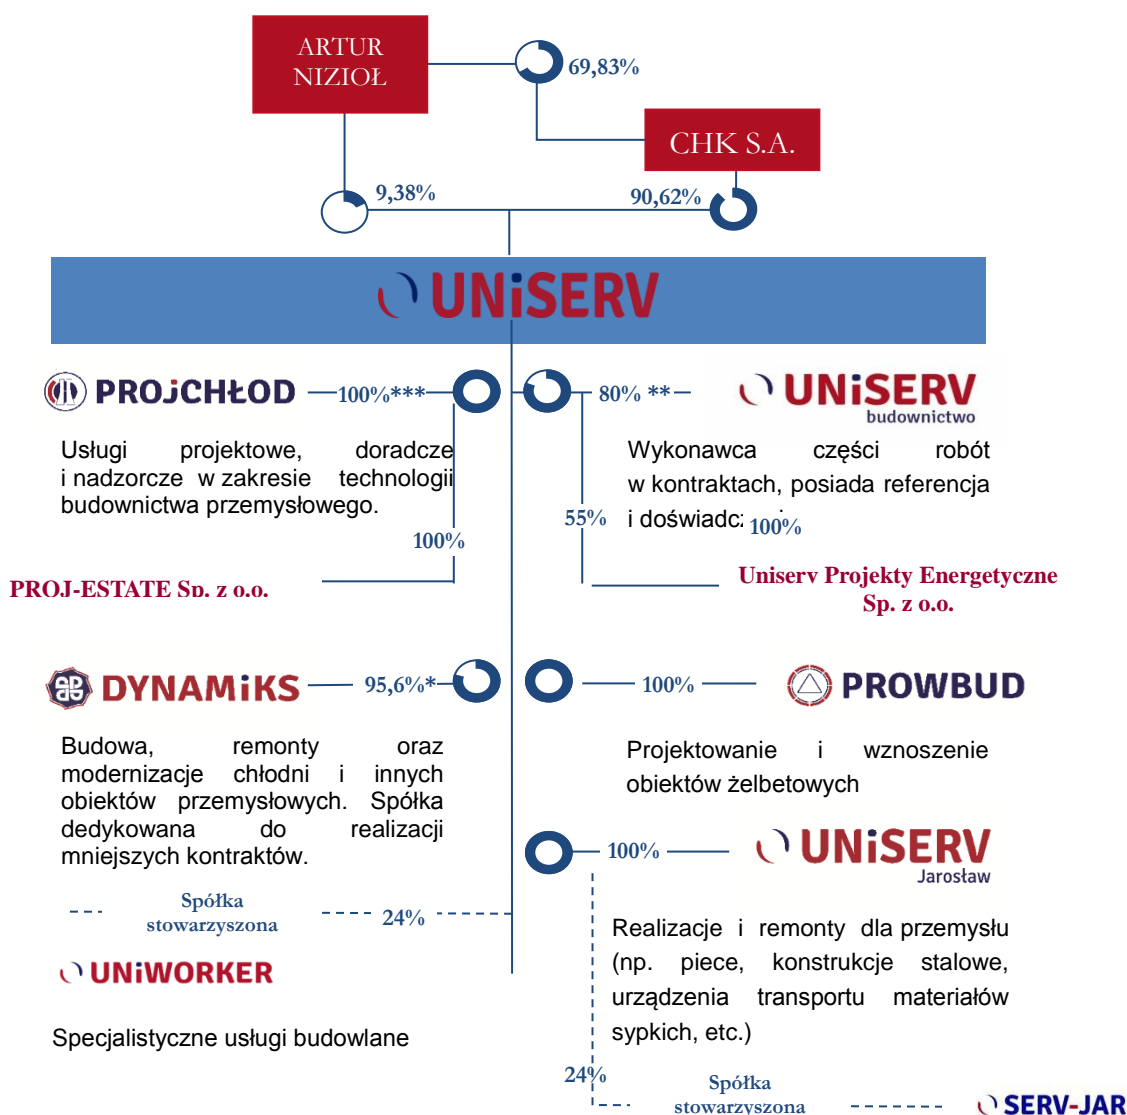 ARTUR
NIZIOŁ
69,83%
CHK S.A.
9,38%
90,62%
UNiSERV
PROjCHŁOD
100%***
80% **
UNiSERV
budownictwo
Usługi projektowe, doradcze
i nadzorcze w zakresie technologii
budownictwa przemysłowego.
Wykonawca części robót
w kontraktach, posiada referencja
i doświadcz
100%
55%
100%
PROJ-ESTATE Sp. z o.o.
Uniserv Projekty Energetyczne
Sp. z o.o.
DYNAMiKS
95,6%*
100%
PROWBUD
Budowa, remonty oraz
modernizacje chłodni i innych
obiektów przemysłowych. Spółka
dedykowana do realizacji
mniejszych kontraktów.
Projektowanie i wznoszenie
obiektów żelbetowych
100%
UNiSERV
Jarosław
Spółka
stowarzyszona
24%
UNiWORKER
Specjalistyczne usługi budowlane
Realizacje i remonty dla przemysłu
(np. piece, konstrukcje stalowe,
urządzenia transportu materiałów
sypkich, etc.)
24%
Spółka
stowarzyszona
SERV-JAR